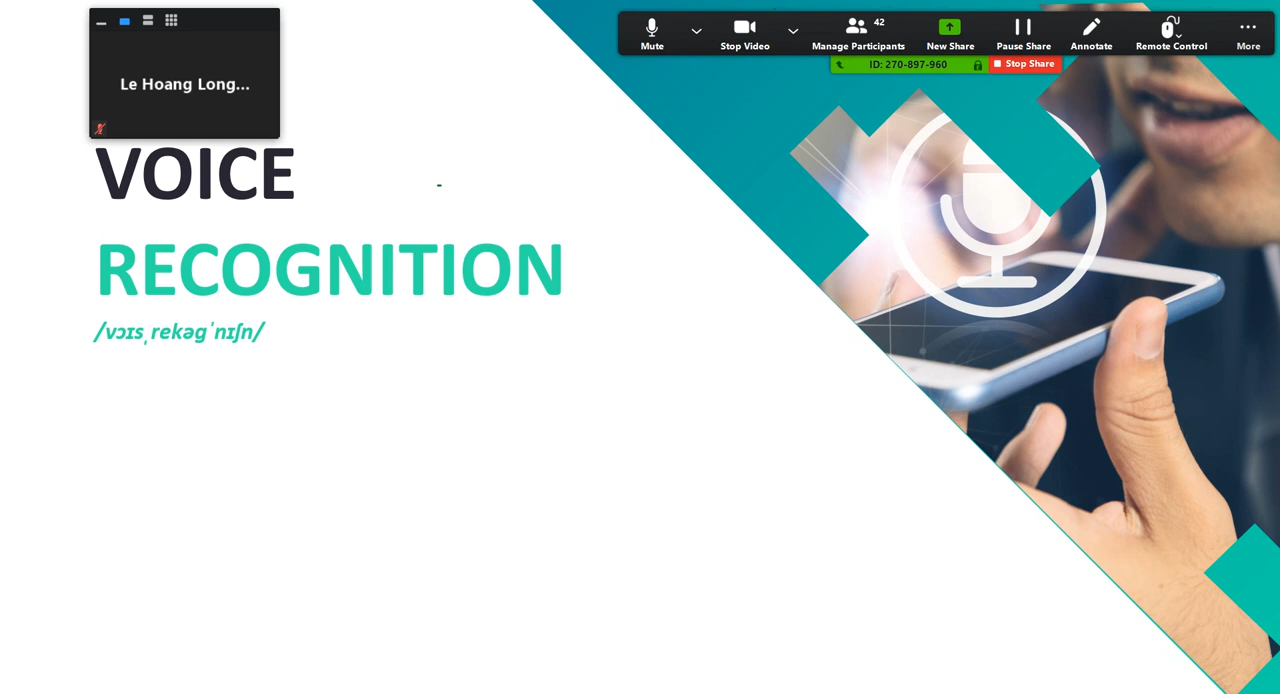 Le Hoang Long...
Mute
Stop Video
Manage Participants
42
New Share
Pause Share
Annotate
Remote Control
More
ID: 270-897-960
Stop Share
VOICE
RECOGNITION
/vɔɪsˌrekəgˈnɪʃn/